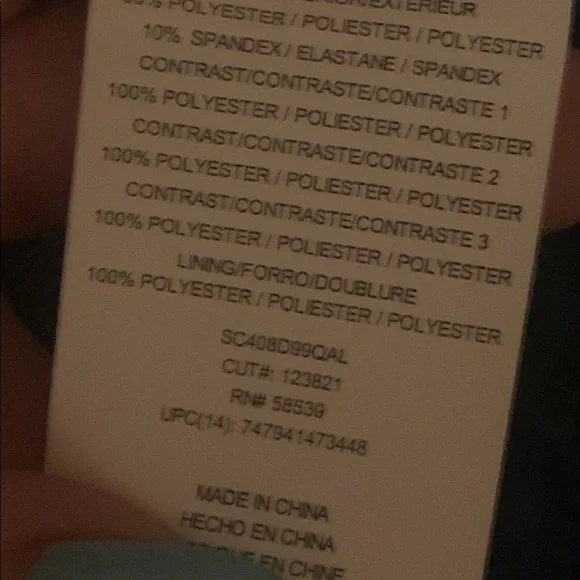 % POLYESTER / POLIESTER / POLYESTER
10% SPANDEX / ELASTANE / SPANDEX
CONTRAST/CONTRASTE/CONTRASTE 1
100% POLYESTER / POLIESTER / POLYESTER
CONTRAST/CONTRASTE/CONTRASTE 2
100% POLYESTER / POLIESTER / POLYESTER
CONTRAST/CONTRASTE/CONTRASTE 3
100% POLYESTER / POLIESTER / POLYESTER
LINING/FORRO/DOUBLURE
100% POLYESTER / POLIESTER / POLYESTER
SC408D99QAL
CUT#: 123821
RN# 58539
UPC(14): 747941473448
MADE IN CHINA
HECHO EN CHINA
EN CHINE